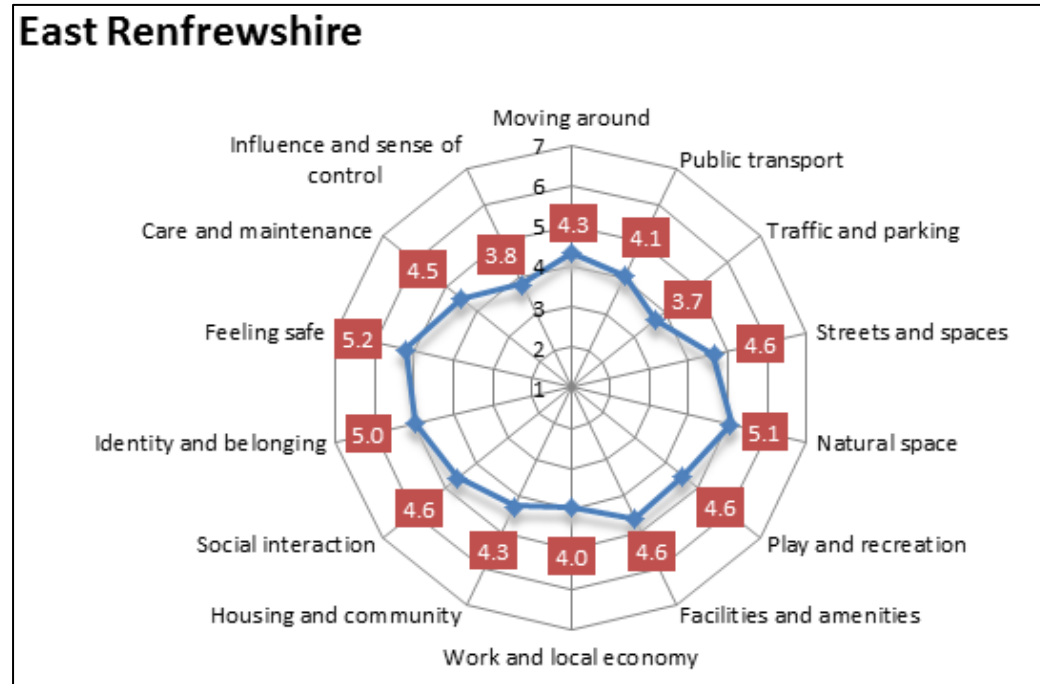 East Renfrewshire
Moving around
7
Influence and sense of
control
Public transport
6
Care and maintenance
Traffic and parking
5
4.3
4.1
3.8
4.5
4
3.7
Feeling safe
5.2
3
4.6
Streets and spaces
2
1
Identity and belonging
5.0
5.1
Natural space
4.6
4.6
Social interaction
Play and recreation
4.3
4.0
4.6
Housing and community
Facilities and amenities
Work and local economy